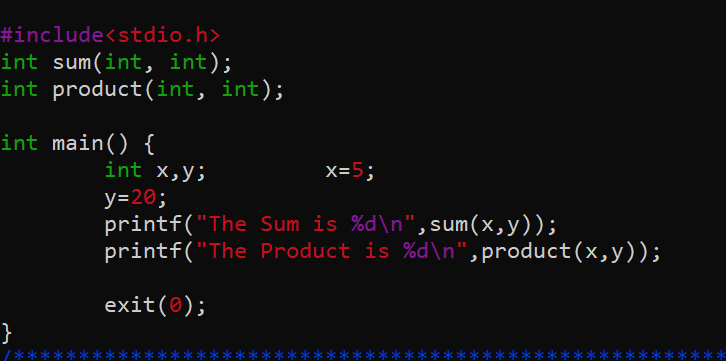 #include<stdio.h>
int sum(int, int);
int product(int, int);
int main() {
int x,y; x=5;
y=20;
printf("The Sum is %d\n",sum(x,y));
printf("The Product is %d\n",product(x,y));
exit(0);
}
/*******************************************************